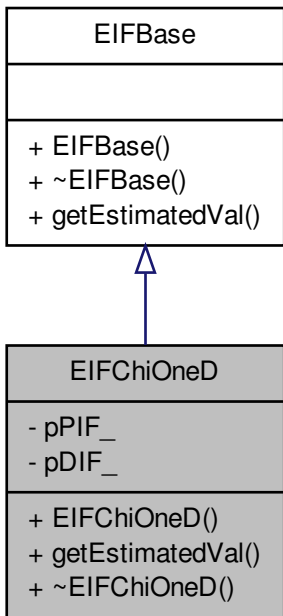 EIFBase
+ EIFBase()
+ ~EIFBase()
+ getEstimatedVal()
EIFChiOneD
- pPIF_
- pDIF_
+ EIFChiOneD()
+ getEstimatedVal()
+ ~EIFChiOneD()